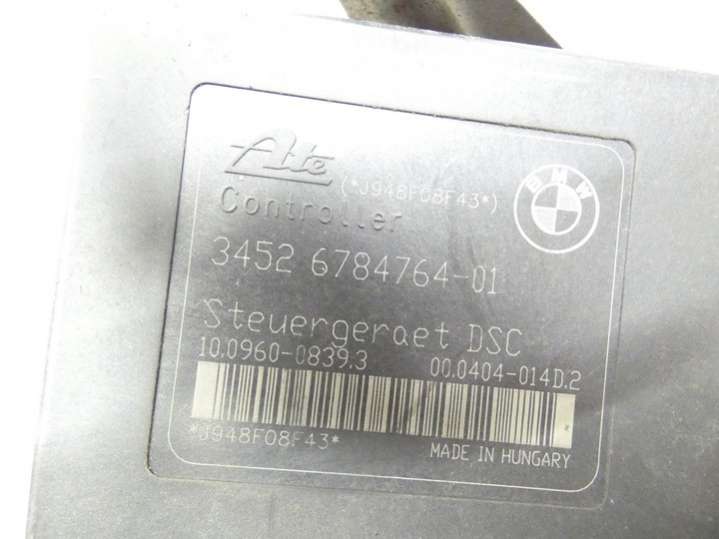 Ate
(*J948F08F43*)
BMW
Controller
3452 6784764-01
Steuergeraet DSC
10.0960-0839.3 00.0404-014D.2
*J948F08F43*
MADE IN HUNGARY